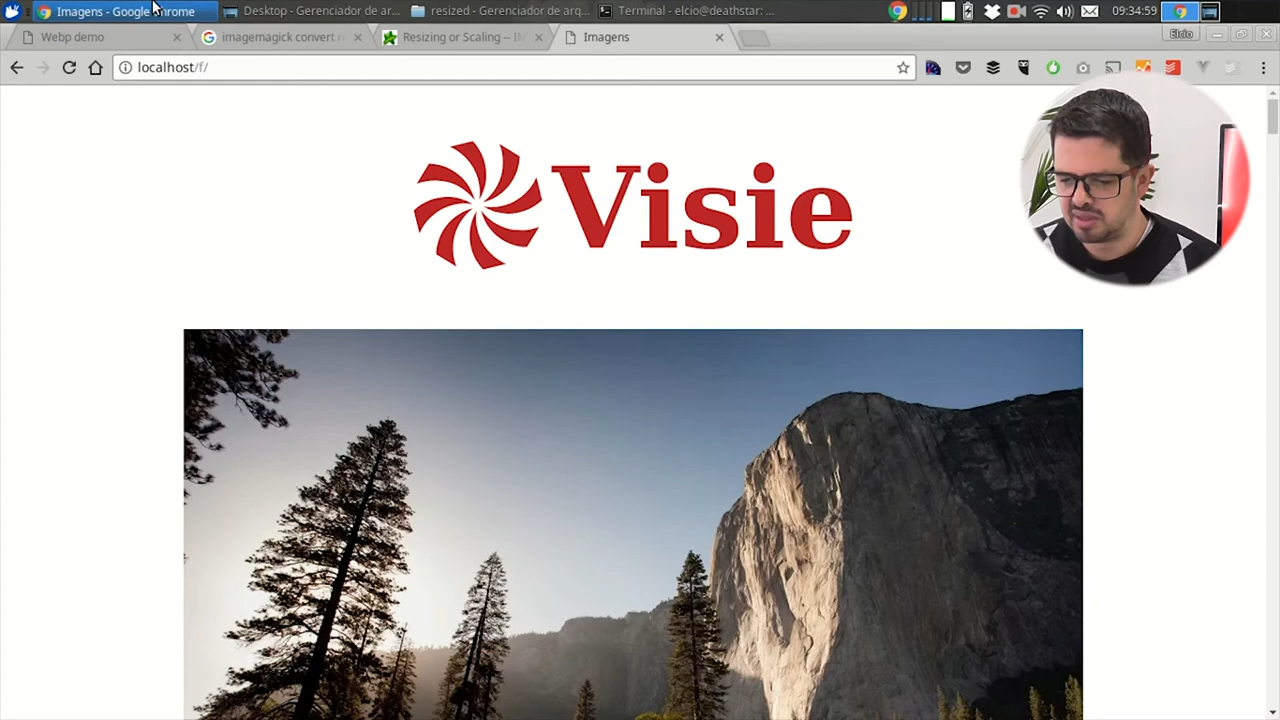 Imagens - Google Chrome
Desktop - Gerenciador de ar...
resized - Gerenciador de arq...
Terminal - elcio@deathstar: ...
09:34:59
Webp demo
imagemagick convert r
Resizing or Scaling -- IM
Imagens
Elcio
localhost/f/
Visie